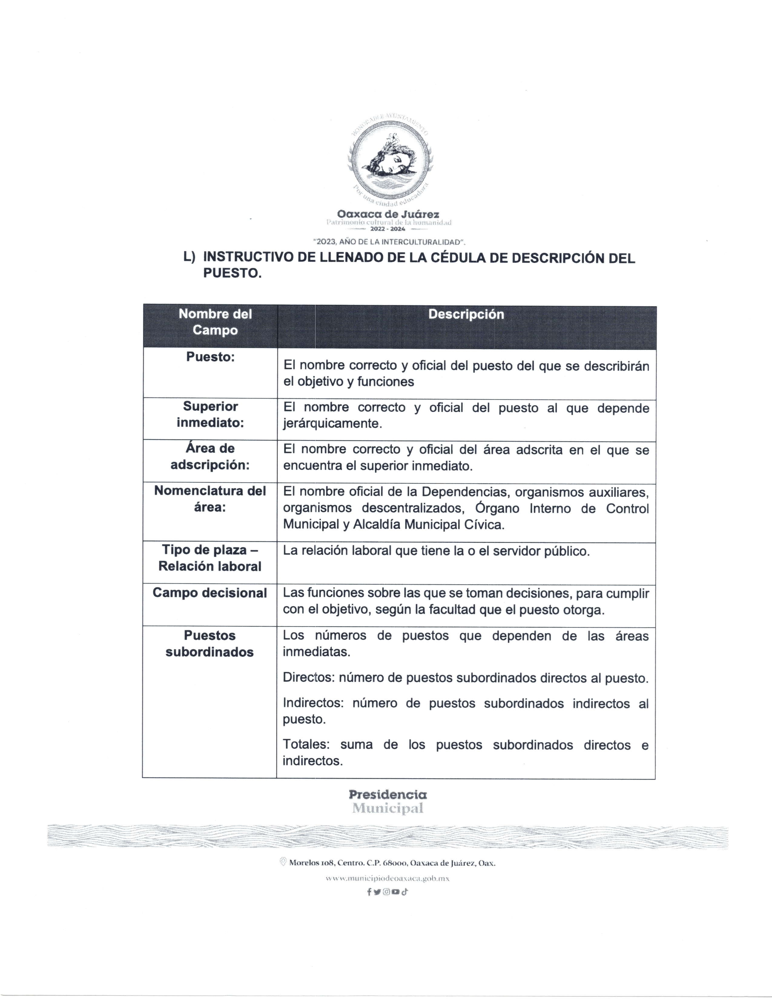 HONORABLE AYUNTAMIENTO
Por una ciudad educadora
Oaxaca de Juárez
Patrimonio cultural de la humanidad
2022 - 2024
"2023, AÑO DE LA INTERCULTURALIDAD".
L) INSTRUCTIVO DE LLENADO DE LA CÉDULA DE DESCRIPCIÓN DEL
PUESTO.
Nombre del
Campo
Descripción
Puesto:
El nombre correcto y oficial del puesto del que se describirán
el objetivo y funciones
Superior
inmediato:
El nombre correcto y oficial del puesto al que depende
jerárquicamente.
Área de
adscripción:
El nombre correcto y oficial del área adscrita en el que se
encuentra el superior inmediato.
Nomenclatura del
área:
El nombre oficial de la Dependencias, organismos auxiliares,
organismos descentralizados, Órgano Interno de Control
Municipal y Alcaldía Municipal Cívica.
Tipo de plaza –
Relación laboral
La relación laboral que tiene la o el servidor público.
Campo decisional
Las funciones sobre las que se toman decisiones, para cumplir
con el objetivo, según la facultad que el puesto otorga.
Puestos
subordinados
Los números de puestos que dependen de las áreas
inmediatas.
Directos: número de puestos subordinados directos al puesto.
Indirectos: número de puestos subordinados indirectos al
puesto.
Totales: suma de los puestos subordinados directos e
indirectos.
Presidencia
Municipal
Morelos 108, Centro. C.P. 68000, Oaxaca de Juárez, Oax.
www.municipiodeoaxaca.gob.mx